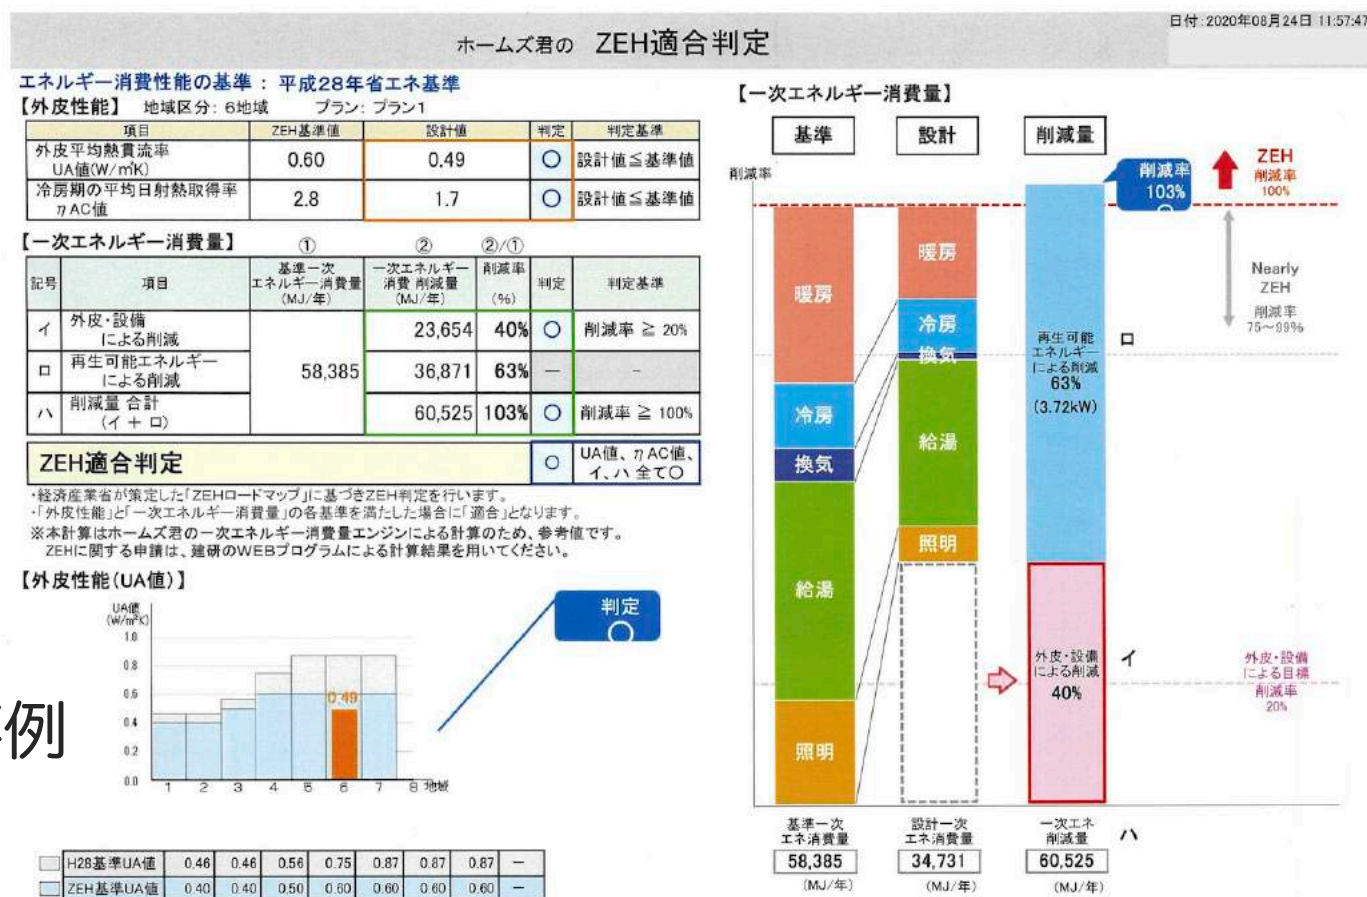 日付:2020年08月24日 11:57:47
ホームズ君の ZEH適合判定
エネルギー消費性能の基準 : 平成28年省エネ基準
【外皮性能】 地域区分: 6地域 プラン: プラン1
項目 ZEH基準値 設計値 判定 判定基準
外皮平均熱貫流率
UA値(W/㎡K) 0.60 0.49 ○ 設計値≦基準値
冷房期の平均日射熱取得率
ηAC値 2.8 1.7 ○ 設計値≦基準値
【一次エネルギー消費量】 ① ② ②/①
記号 項目 基準一次
エネルギー消費量
(MJ/年) 一次エネルギー
消費 削減量
(MJ/年) 削減率
(%) 判定 判定基準
イ 外皮・設備
による削減 23,654 40% ○ 削減率 ≧ 20%
ロ 再生可能エネルギー
による削減 58,385 36,871 63% — -
ハ 削減量 合計
(イ + ロ) 60,525 103% ○ 削減率 ≧ 100%
ZEH適合判定 ○ UA値、ηAC値、
イ、ハ 全て○
・経済産業省が策定した「ZEHロードマップ」に基づきZEH判定を行います。
・「外皮性能」と「一次エネルギー消費量」の各基準を満たした場合に「適合」となります。
※本計算はホームズ君の一次エネルギー消費量エンジンによる計算のため、参考値です。
ZEHに関する申請は、建研のWEBプログラムによる計算結果を用いてください。
【外皮性能(UA値)】
UA値
(W/m²K)
1.0
0.8
0.6
0.4
0.2
0.0
0.49
1 2 3 4 5 6 7 8 地域
判定
○
例
H28基準UA値 0.46 0.46 0.56 0.75 0.87 0.87 0.87 —
ZEH基準UA値 0.40 0.40 0.50 0.60 0.60 0.60 0.60 —
【一次エネルギー消費量】
基準 設計 削減量
削減率
削減率
103%
○
ZEH
削減率
100%
Nearly
ZEH
削減率
75～99%
暖房
冷房
換気
給湯
照明
暖房
冷房
換気
給湯
照明
再生可能
エネルギー
による削減
63%
(3.72kW)
ロ
外皮・設備
による削減
40%
イ
外皮・設備
による目標
削減率
20%
基準一次
エネ消費量
58,385
(MJ/年)
設計一次
エネ消費量
34,731
(MJ/年)
一次エネ
削減量
60,525
(MJ/年)
ハ